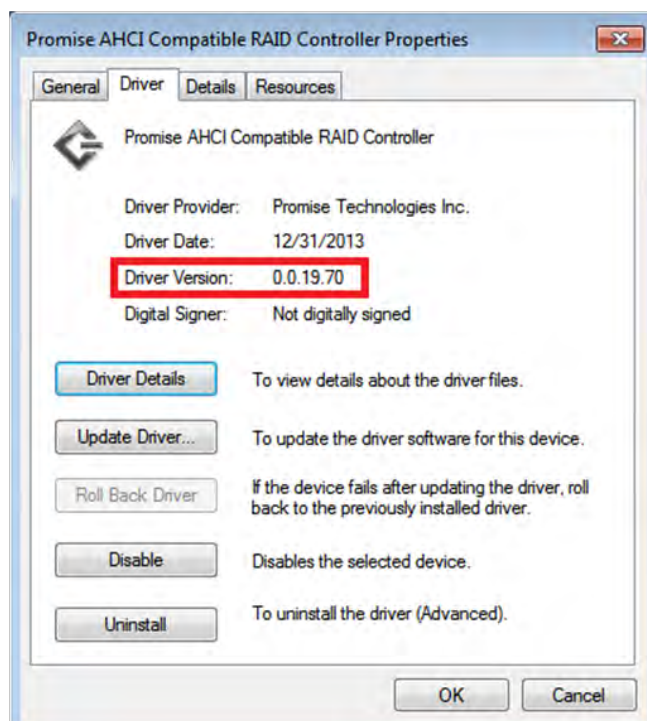 Promise AHCI Compatible RAID Controller Properties
General Driver Details Resources
Promise AHCI Compatible RAID Controller
Driver Provider: Promise Technologies Inc.
Driver Date: 12/31/2013
Driver Version: 0.0.19.70
Digital Signer: Not digitally signed
Driver Details To view details about the driver files.
Update Driver... To update the driver software for this device.
Roll Back Driver If the device fails after updating the driver, roll
back to the previously installed driver.
Disable Disables the selected device.
Uninstall To uninstall the driver (Advanced).
OK Cancel